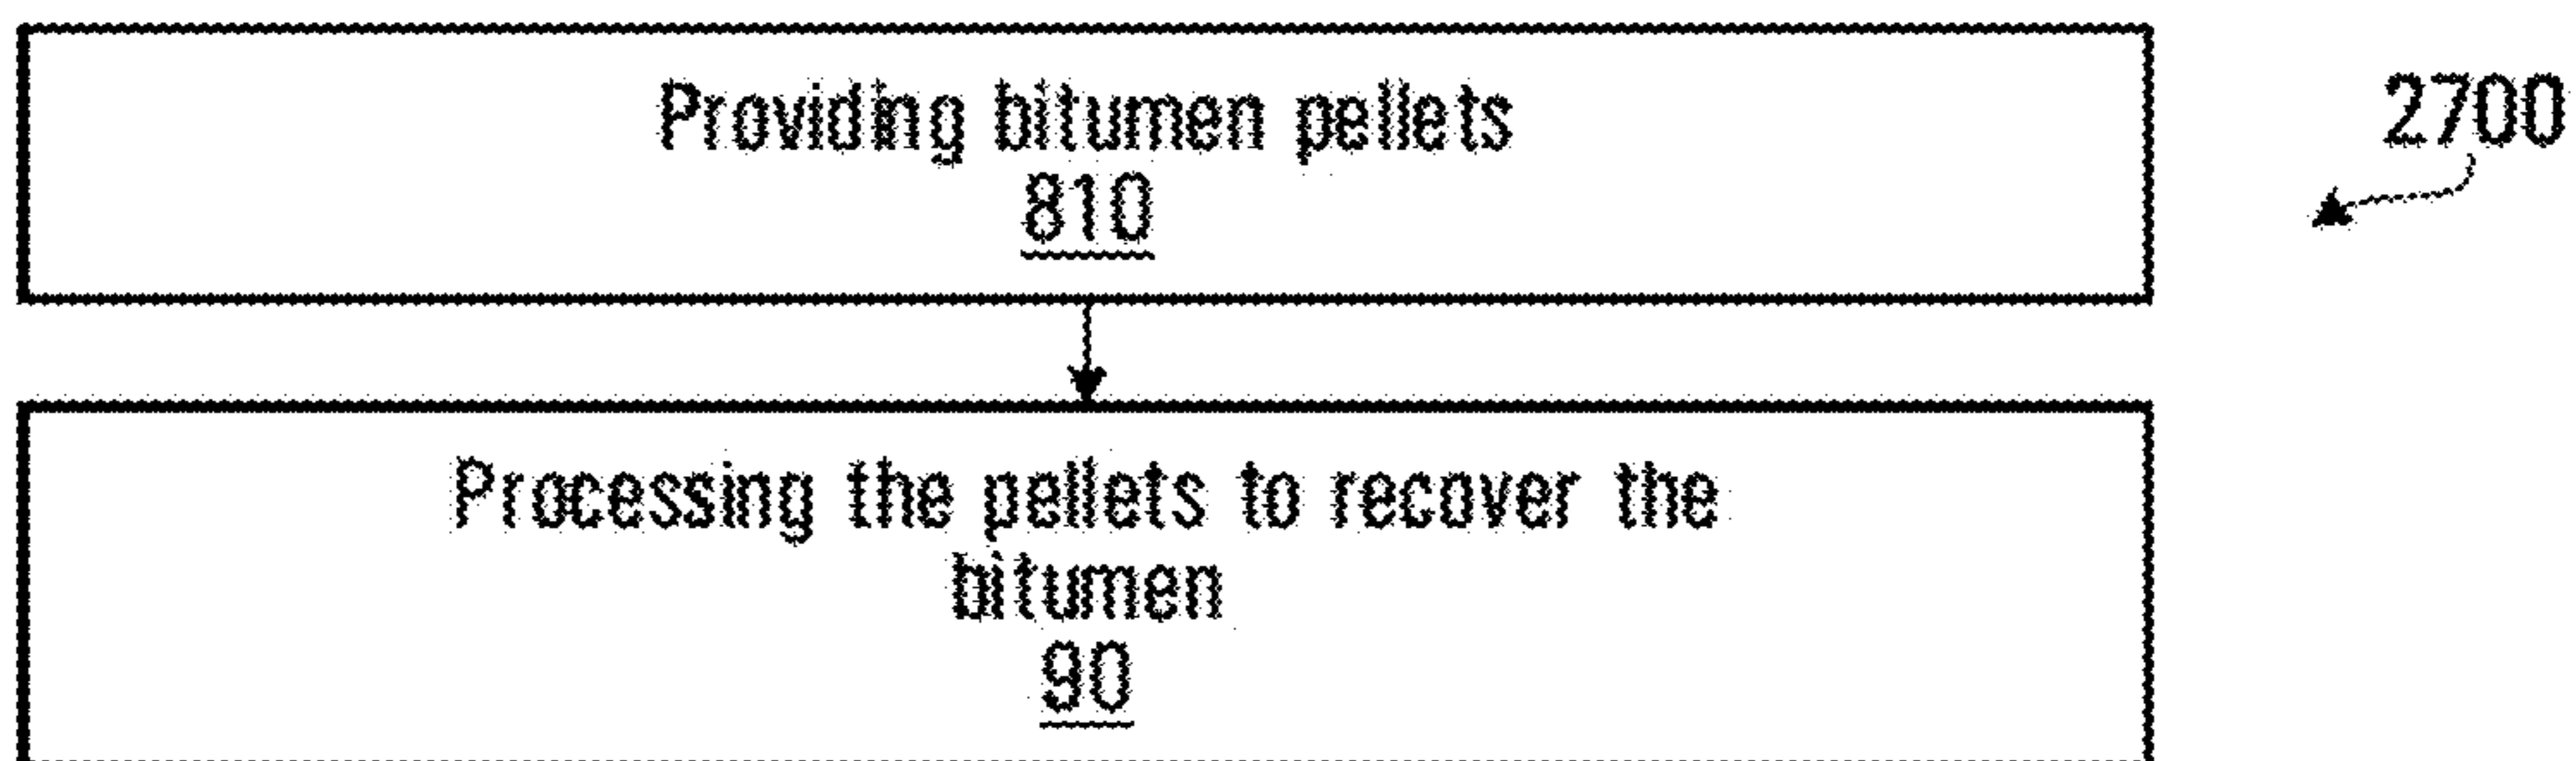 Providing bitumen pellets
810
2700
Processing the pellets to recover the
bitumen
90